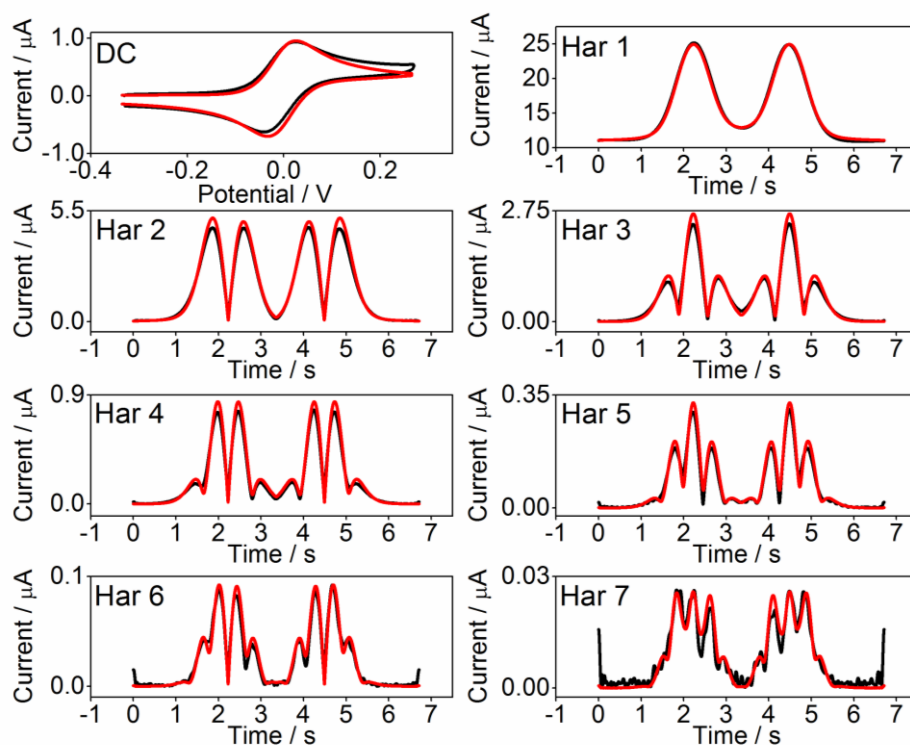 DC
Current / μA
1.0
0.0
-1.0
-0.4 -0.2 0.0 0.2
Potential / V
Har 1
Current / μA
25
20
15
10
-1 0 1 2 3 4 5 6 7
Time / s
Har 2
Current / μA
5.5
0.0
-1 0 1 2 3 4 5 6 7
Time / s
Har 3
Current / μA
2.75
0.00
-1 0 1 2 3 4 5 6 7
Time / s
Har 4
Current / μA
0.9
0.0
-1 0 1 2 3 4 5 6 7
Time / s
Har 5
Current / μA
0.35
0.00
-1 0 1 2 3 4 5 6 7
Time / s
Har 6
Current / μA
0.1
0.0
-1 0 1 2 3 4 5 6 7
Time / s
Har 7
Current / μA
0.03
0.00
-1 0 1 2 3 4 5 6 7
Time / s